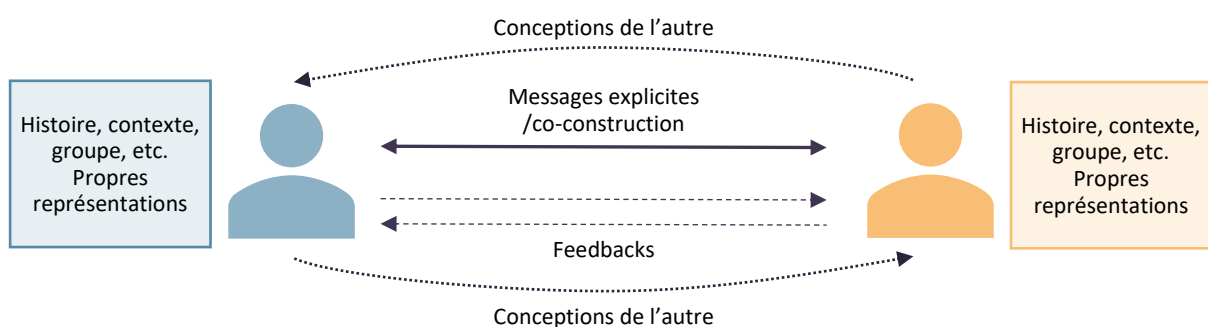 Conceptions de l’autre
Histoire, contexte,
groupe, etc.
Propres
représentations
Messages explicites
/co-construction
Feedbacks
Histoire, contexte,
groupe, etc.
Propres
représentations
Conceptions de l’autre